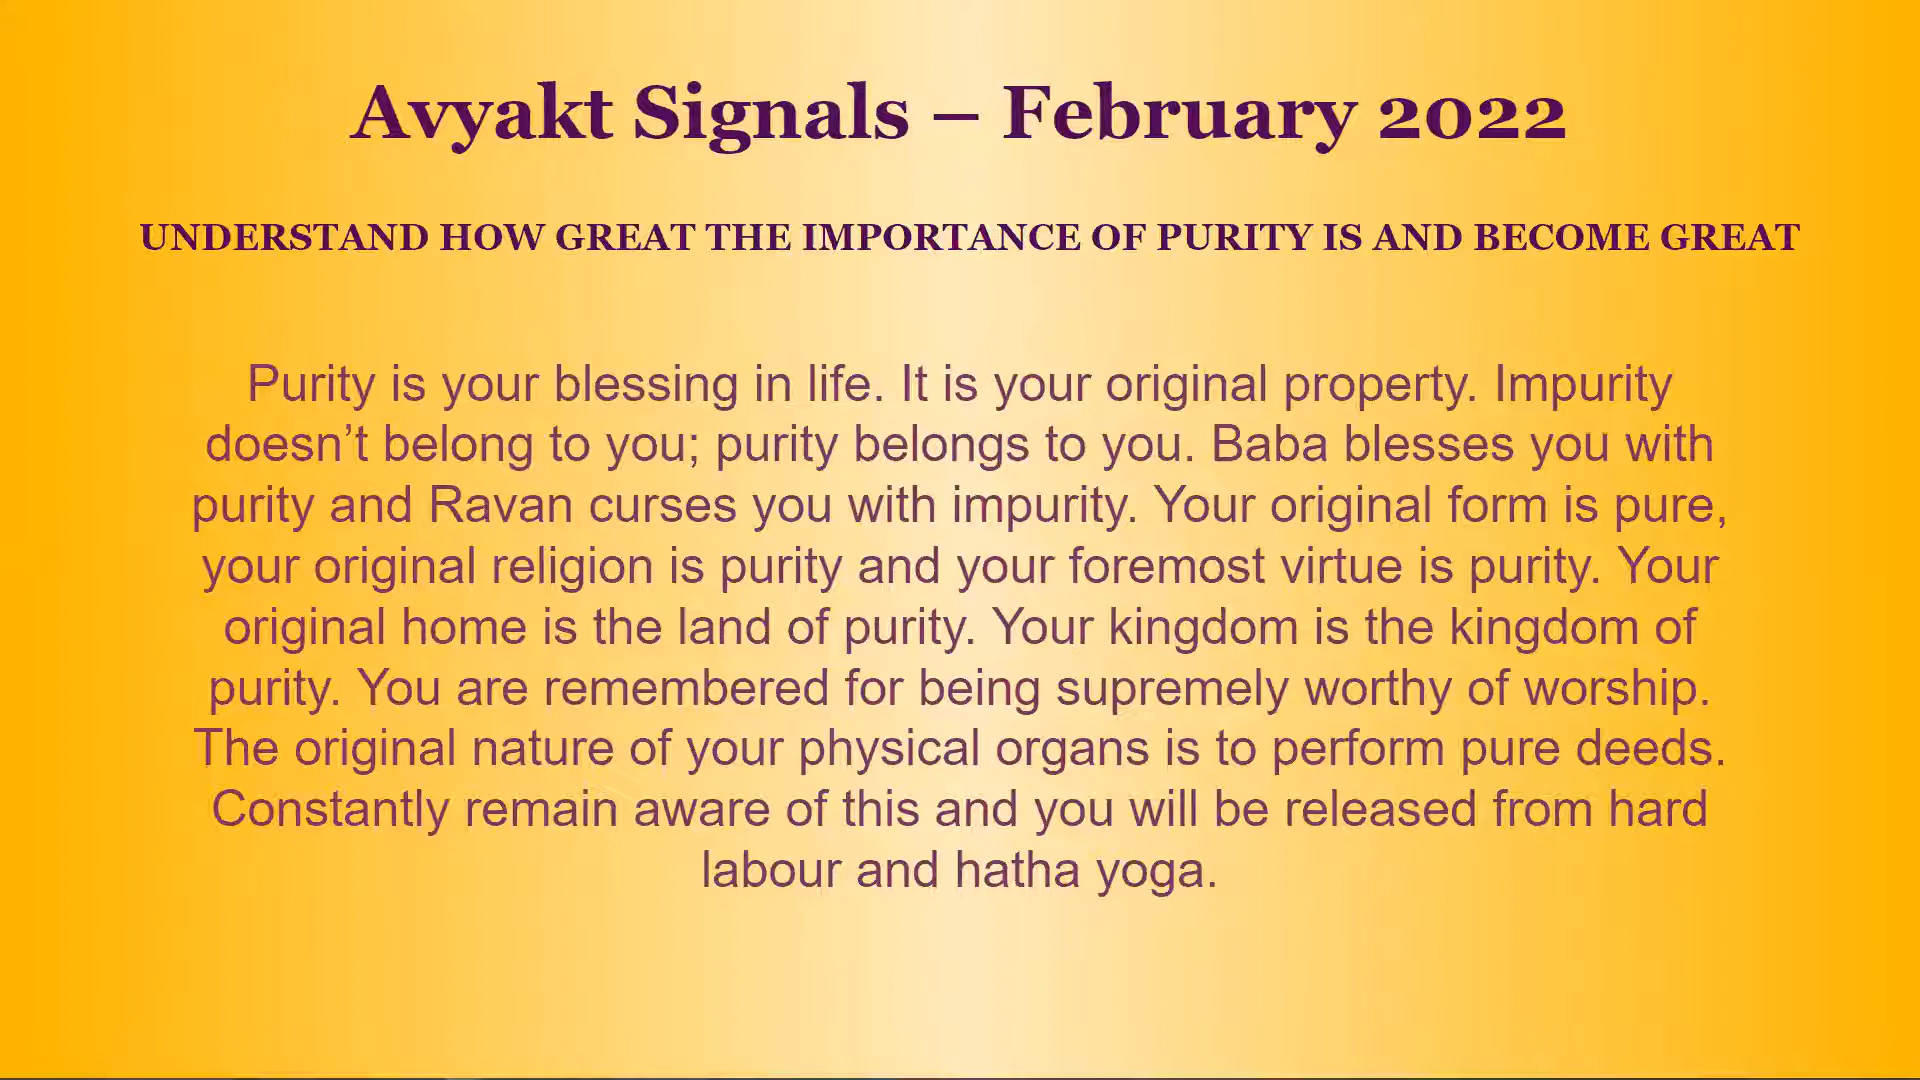 Avyakt Signals – February 2022
UNDERSTAND HOW GREAT THE IMPORTANCE OF PURITY IS AND BECOME GREAT
Purity is your blessing in life. It is your original property. Impurity
doesn’t belong to you; purity belongs to you. Baba blesses you with
purity and Ravan curses you with impurity. Your original form is pure,
your original religion is purity and your foremost virtue is purity. Your
original home is the land of purity. Your kingdom is the kingdom of
purity. You are remembered for being supremely worthy of worship.
The original nature of your physical organs is to perform pure deeds.
Constantly remain aware of this and you will be released from hard
labour and hatha yoga.